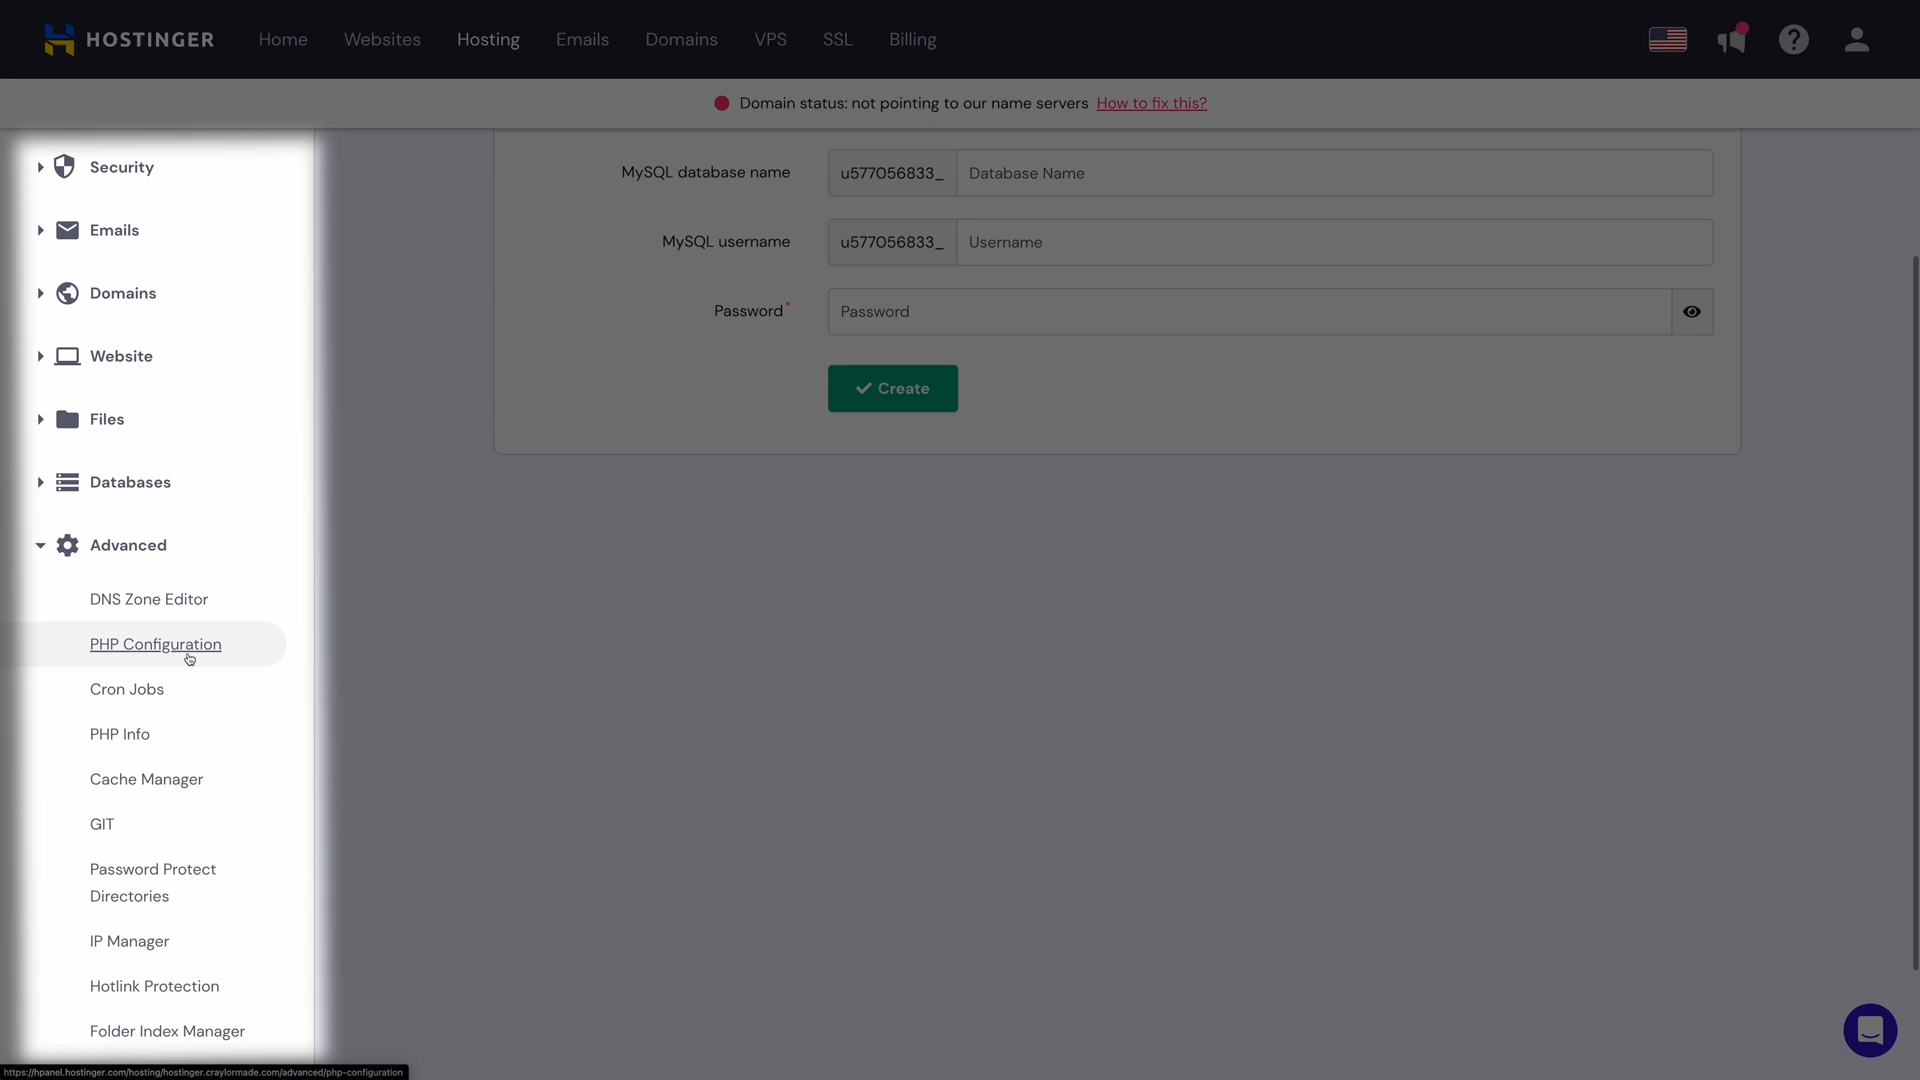 HOSTINGER
Home
Websites
Hosting
Emails
Domains
VPS
SSL
Billing
Domain status: not pointing to our name servers How to fix this?
Security
Emails
Domains
Website
Files
Databases
Advanced
DNS Zone Editor
PHP Configuration
Cron Jobs
PHP Info
Cache Manager
GIT
Password Protect
Directories
IP Manager
Hotlink Protection
Folder Index Manager
MySQL database name
u577056833_
Database Name
MySQL username
u577056833_
Username
Password*
Password
Create
https://hpanel.hostinger.com/hosting/hostinger.craylormade.com/advanced/php-configuration